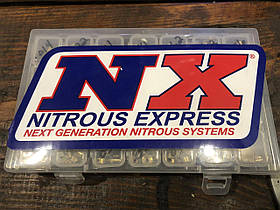 NX®
NITROUS EXPRESS
NEXT GENERATION NITROUS SYSTEMS